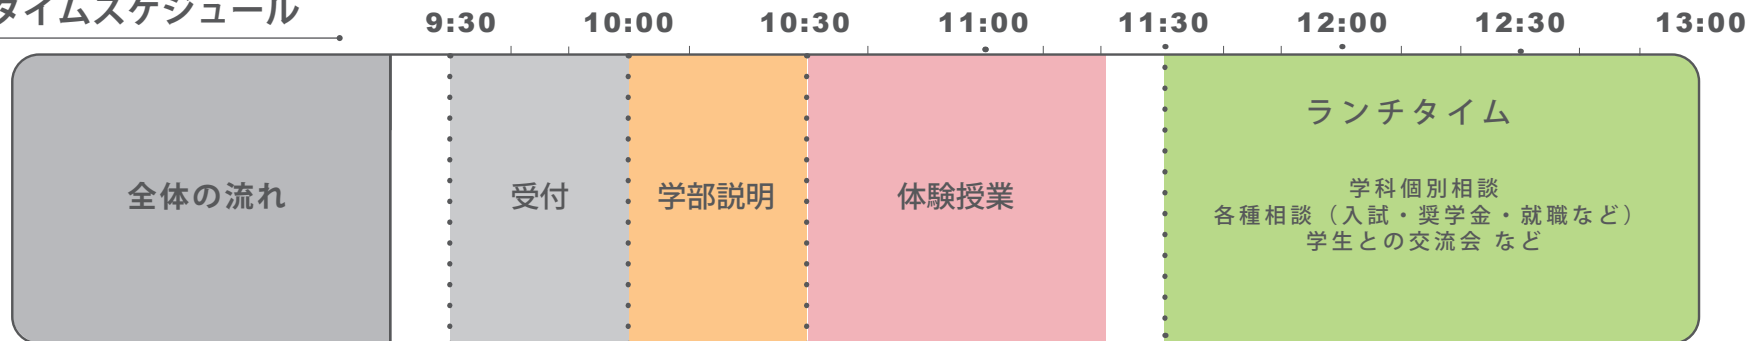 タイムスケジュール
9:30 10:00 10:30 11:00 11:30 12:00 12:30 13:00
全体の流れ
受付
学部説明
体験授業
ランチタイム
学科個別相談
各種相談（入試・奨学金・就職など）
学生との交流会 など